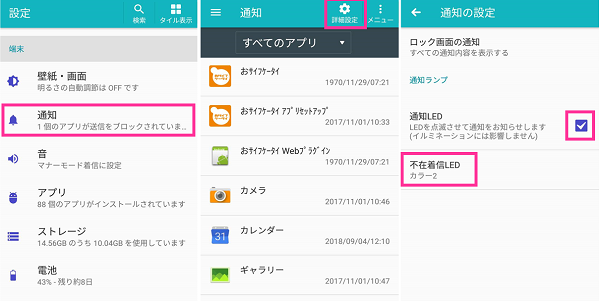 設定
検索
タイル表示
端末
壁紙・画面
明るさの自動調節は OFF です
通知
1 個のアプリが送信をブロックされていま...
音
マナーモード着信に設定
アプリ
88 個のアプリがインストールされています
ストレージ
14.56GB のうち 10.04GB を使用しています
電池
43% - 残り約8日
通知
詳細設定
メニュー
すべてのアプリ
おサイフケータイ
1970/11/29/07:21
おサイフケータイ アプリセットアップ
2017/11/01/10:33
おサイフケータイ Webプラグイン
1970/11/29/07:21
カメラ
2017/11/01/10:46
カレンダー
31
2018/09/04/12:10
ギャラリー
2017/11/01/10:47
通知の設定
ロック画面の通知
すべての通知内容を表示する
通知ランプ
通知LED
LEDを点滅させて通知をお知らせします
(イルミネーションには影響しません)
不在着信LED
カラー2